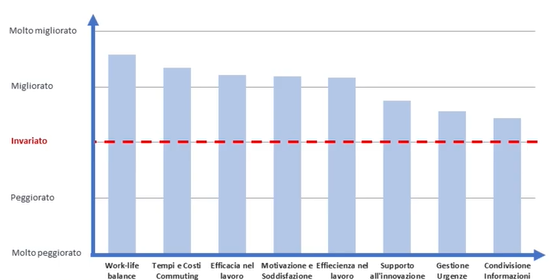 Molto migliorato
Migliorato
Invariato
Peggiorato
Molto peggiorato
Work-life balance
Tempi e Costi Commuting
Efficacia nel lavoro
Motivazione e Soddisfazione
Effiecienza nel lavoro
Supporto all'innovazione
Gestione Urgenze
Condivisione Informazioni